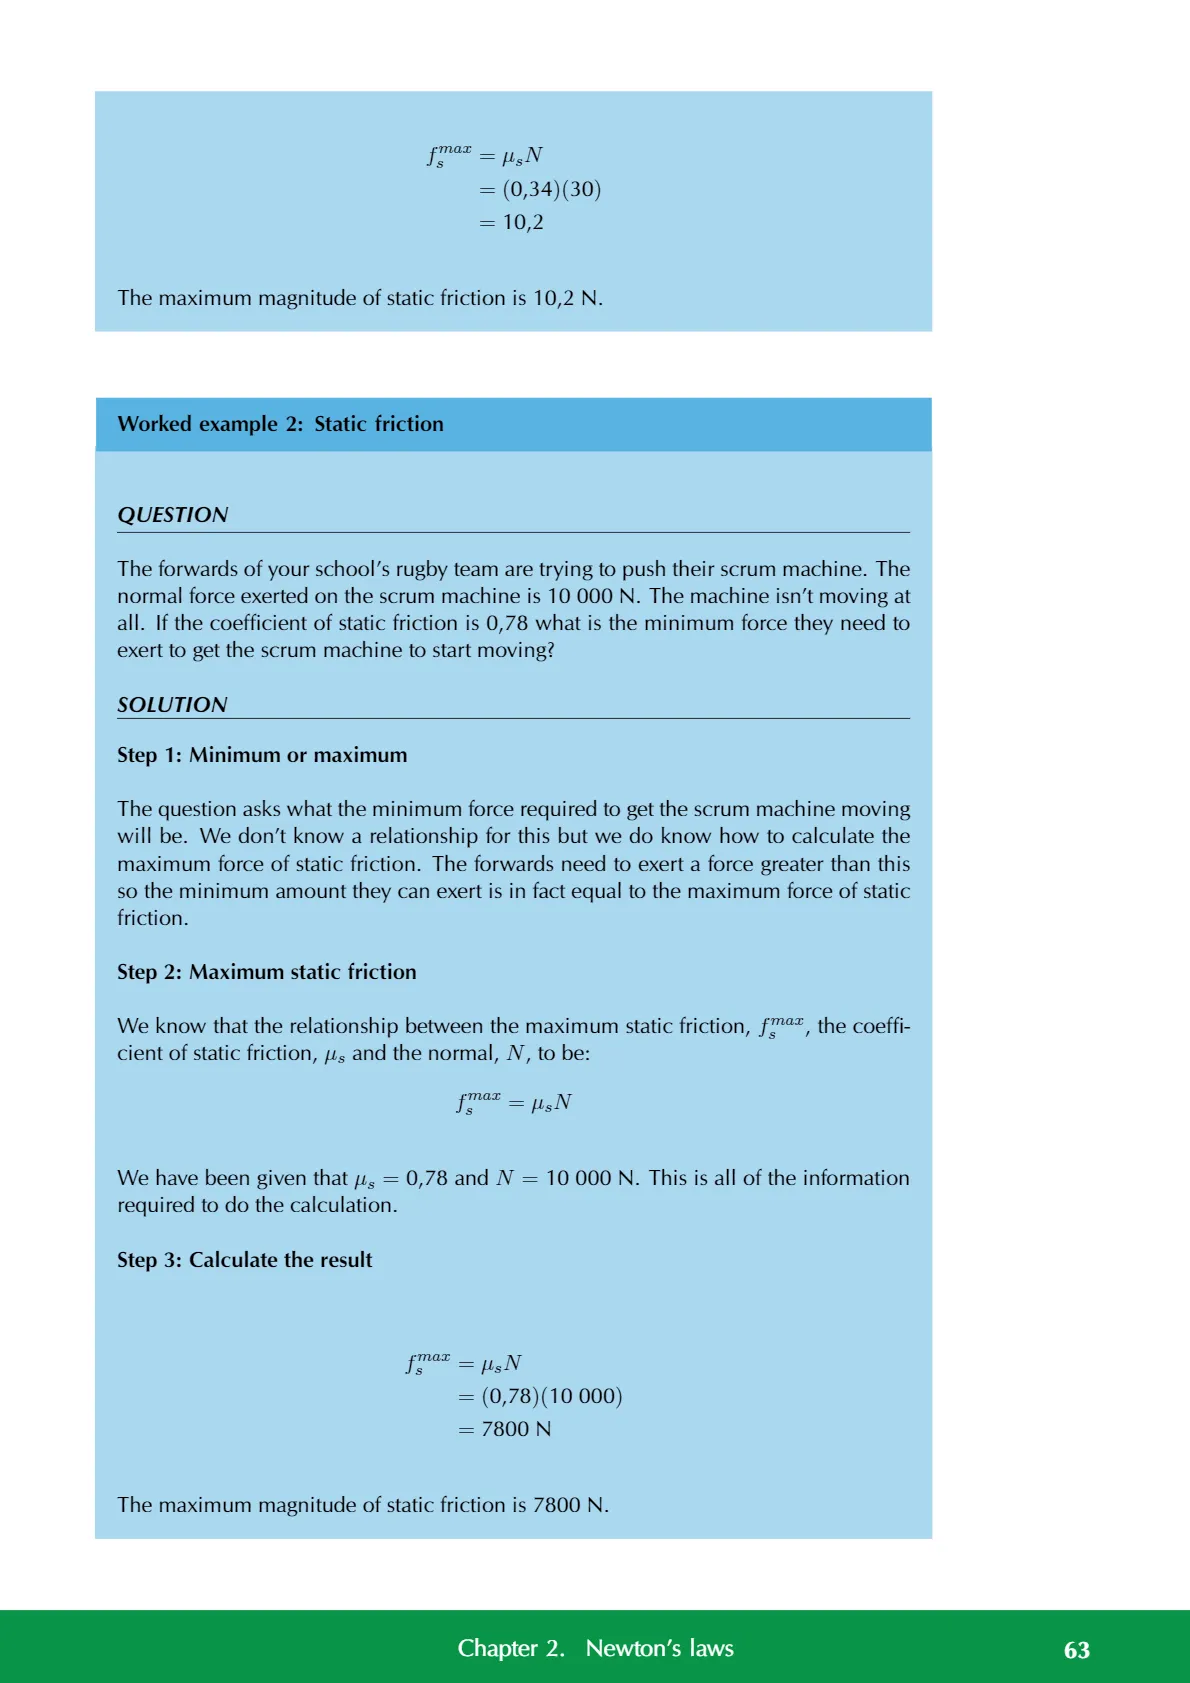 f_s^{max} = μ_s N
= (0,34)(30)
= 10,2
The maximum magnitude of static friction is 10,2 N.
Worked example 2: Static friction
QUESTION
The forwards of your school’s rugby team are trying to push their scrum machine. The
normal force exerted on the scrum machine is 10 000 N. The machine isn’t moving at
all. If the coefficient of static friction is 0,78 what is the minimum force they need to
exert to get the scrum machine to start moving?
SOLUTION
Step 1: Minimum or maximum
The question asks what the minimum force required to get the scrum machine moving
will be. We don’t know a relationship for this but we do know how to calculate the
maximum force of static friction. The forwards need to exert a force greater than this
so the minimum amount they can exert is in fact equal to the maximum force of static
friction.
Step 2: Maximum static friction
We know that the relationship between the maximum static friction, f_s^{max}, the coeffi-
cient of static friction, μ_s and the normal, N, to be:
f_s^{max} = μ_s N
We have been given that μ_s = 0,78 and N = 10 000 N. This is all of the information
required to do the calculation.
Step 3: Calculate the result
f_s^{max} = μ_s N
= (0,78)(10 000)
= 7800 N
The maximum magnitude of static friction is 7800 N.
Chapter 2. Newton’s laws 63